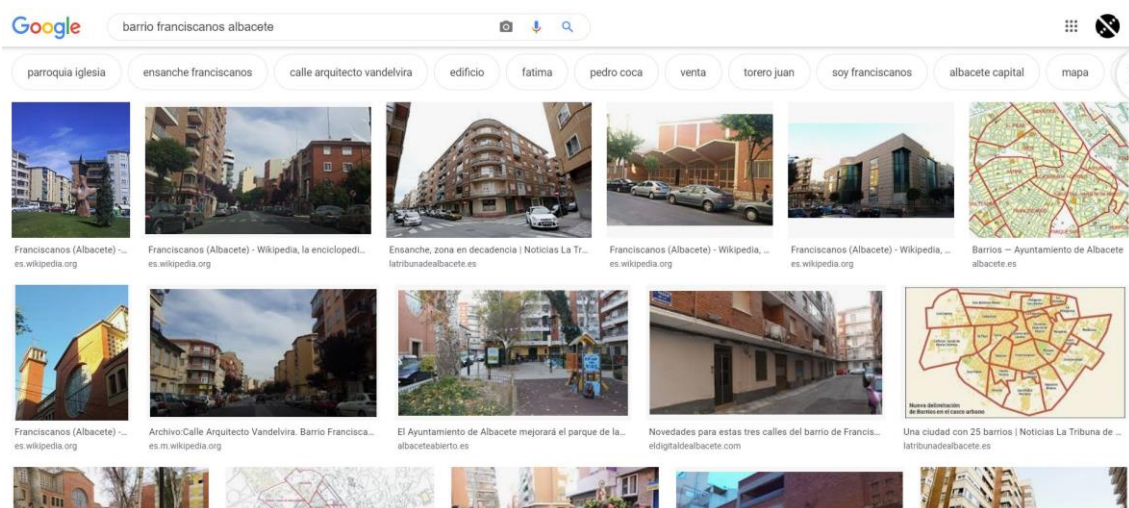 Google
barrio franciscanos albacete
parroquia iglesia
ensanche franciscanos
calle arquitecto vandelvira
edificio
fatima
pedro coca
venta
torero juan
soy franciscanos
albacete capital
mapa
Franciscanos (Albacete) -...
es.wikipedia.org
Franciscanos (Albacete) - Wikipedia, la enciclopedi...
es.wikipedia.org
Ensanche, zona en decadencia | Noticias La Tr...
latribunadealbacete.es
Franciscanos (Albacete) - Wikipedia, ...
es.wikipedia.org
Franciscanos (Albacete) - Wikipedia, ...
es.wikipedia.org
Barrios — Ayuntamiento de Albacete
albacete.es
Nueva delimitación
de Barrios en el casco urbano
Franciscanos (Albacete) -...
es.wikipedia.org
Archivo:Calle Arquitecto Vandelvira. Barrio Francisca...
es.m.wikipedia.org
El Ayuntamiento de Albacete mejorará el parque de la...
albaceteabierto.es
Novedades para estas tres calles del barrio de Francis...
eldigitaldealbacete.com
Una ciudad con 25 barrios | Noticias La Tribuna de ...
latribunadealbacete.es